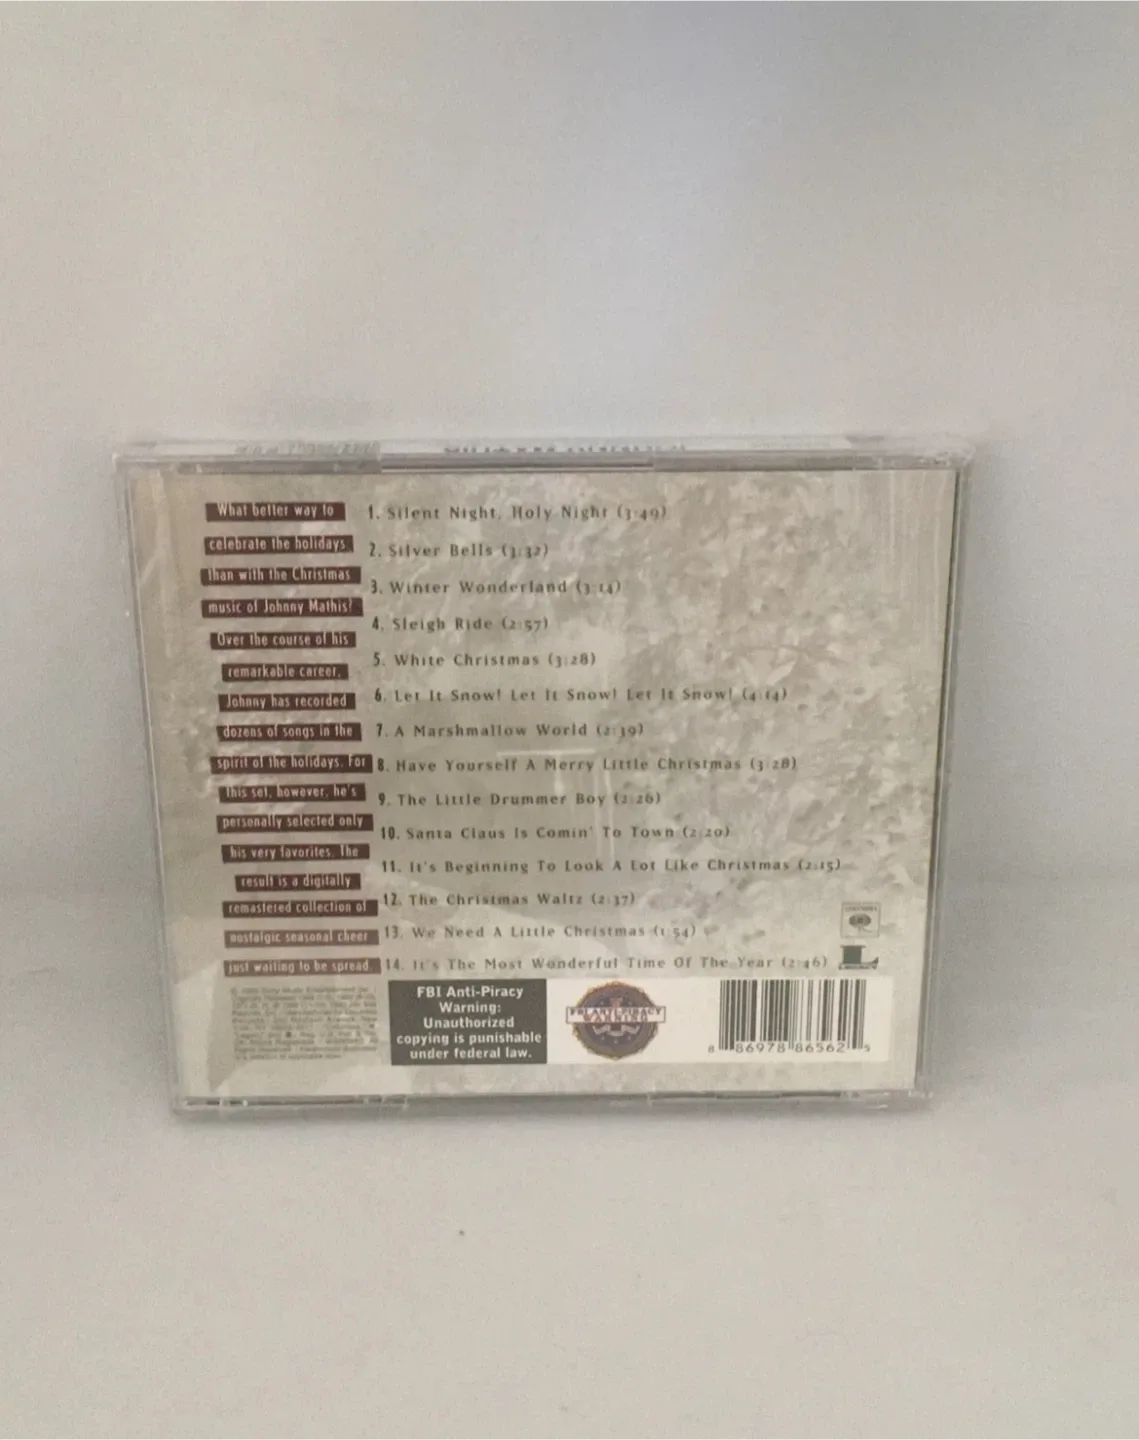 What better way to
celebrate the holidays
than with the Christmas
music of Johnny Mathis?
Over the course of his
remarkable career,
Johnny has recorded
dozens of songs in the
spirit of the holidays. For
this set, however, he's
personally selected only
his very favorites. The
result is a digitally
remastered collection of
nostalgic seasonal cheer
just waiting to be spread.
1. Silent Night, Holy Night (3:49)
2. Silver Bells (3:32)
3. Winter Wonderland (3:14)
4. Sleigh Ride (2:57)
5. White Christmas (3:28)
6. Let It Snow! Let It Snow! Let It Snow! (4:14)
7. A Marshmallow World (2:39)
8. Have Yourself A Merry Little Christmas (3:28)
9. The Little Drummer Boy (2:26)
10. Santa Claus Is Comin' To Town (2:20)
11. It's Beginning To Look A Lot Like Christmas (2:15)
12. The Christmas Waltz (2:37)
13. We Need A Little Christmas (1:54)
14. It's The Most Wonderful Time Of The Year (2:46)
COLUMBIA
L
FBI Anti-Piracy
Warning:
Unauthorized
copying is punishable
under federal law.
FBI ANTI-PIRACY
WARNING
8 86978 86562 5